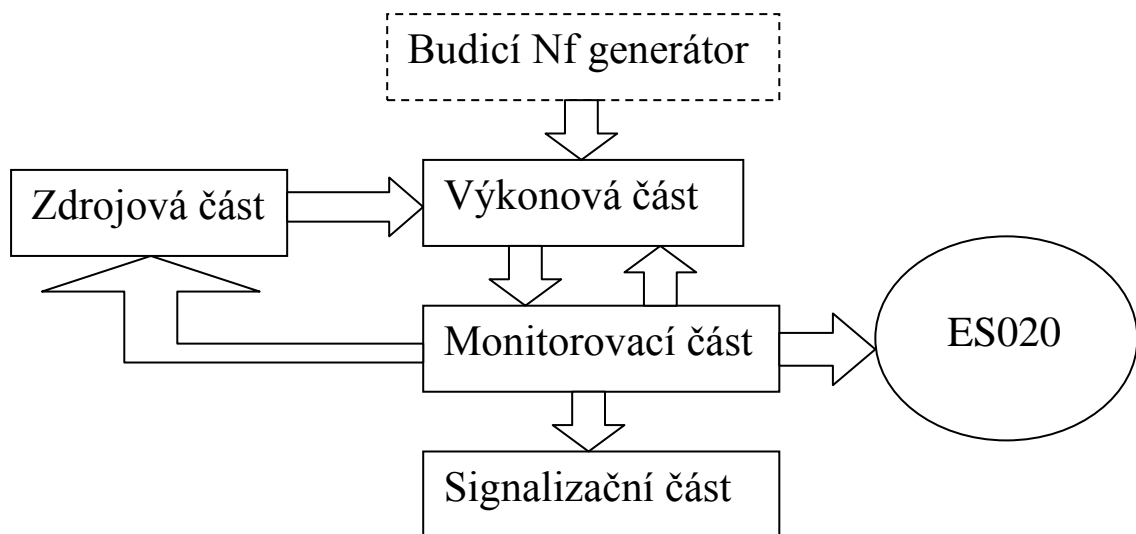 Budicí Nf generátor
Zdrojová část
Výkonová část
Monitorovací část
ES020
Signalizační část